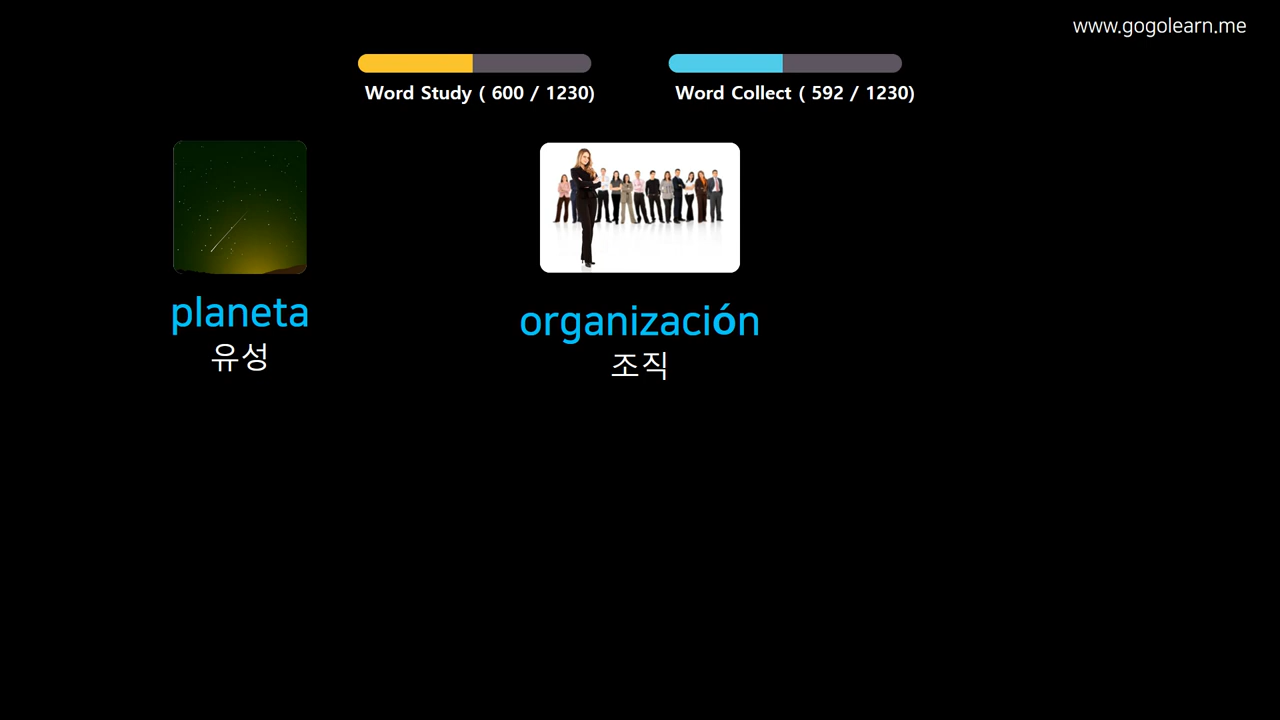 www.gogolearn.me
Word Study ( 600 / 1230)
Word Collect ( 592 / 1230)
planeta
유성
organización
조직